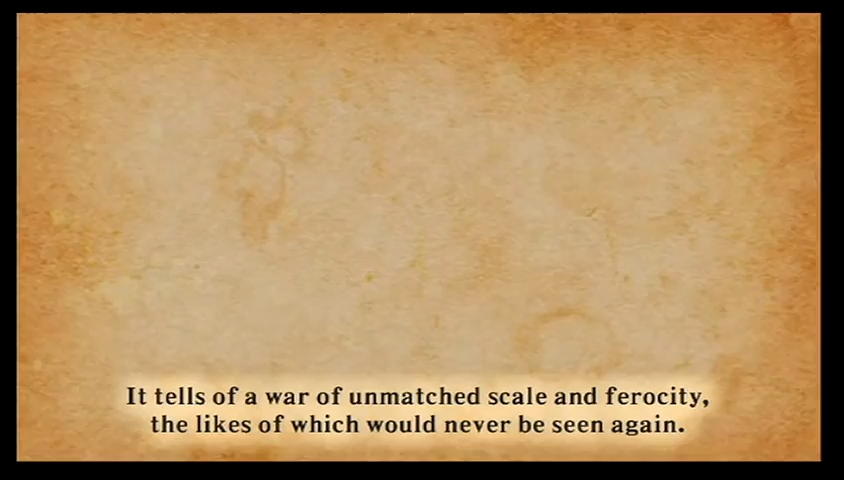 It tells of a war of unmatched scale and ferocity,
the likes of which would never be seen again.